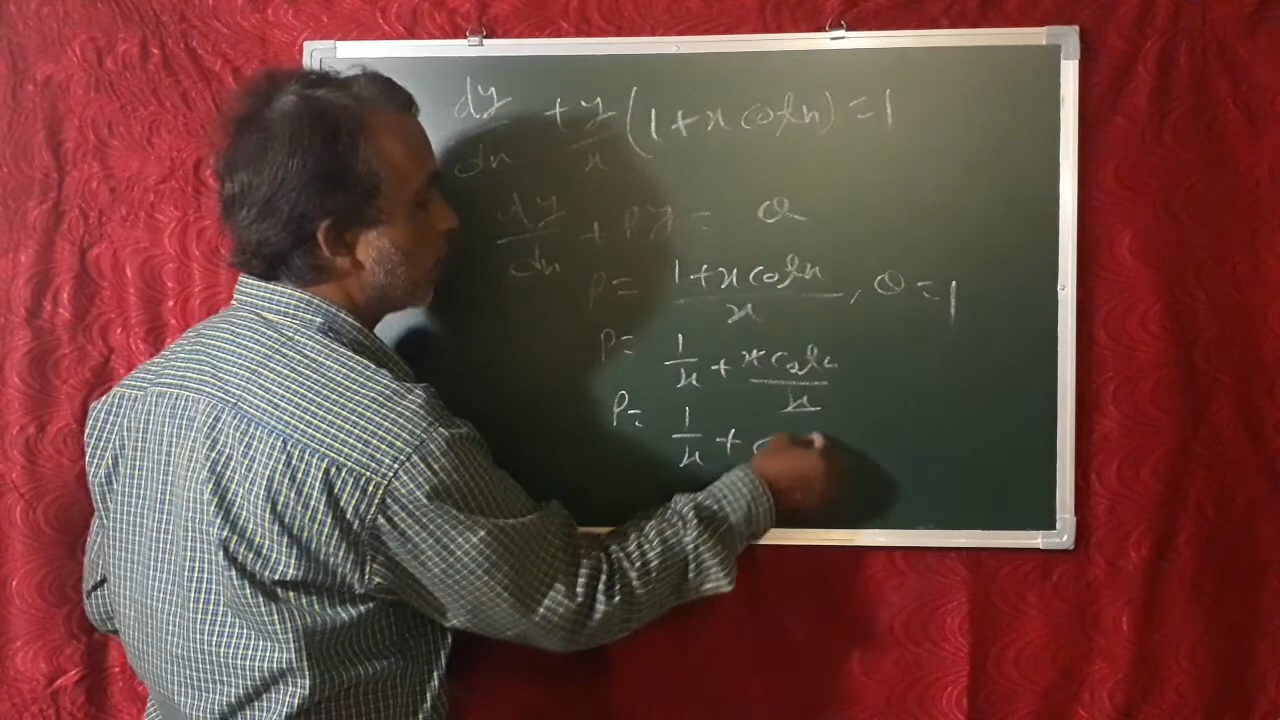 dy/dx + y/x (1 + x cot x) = 1
dy/dx + Py = Q
P = (1 + x cot x)/x , Q = 1
P = 1/x + x cot x/x
P = 1/x + c